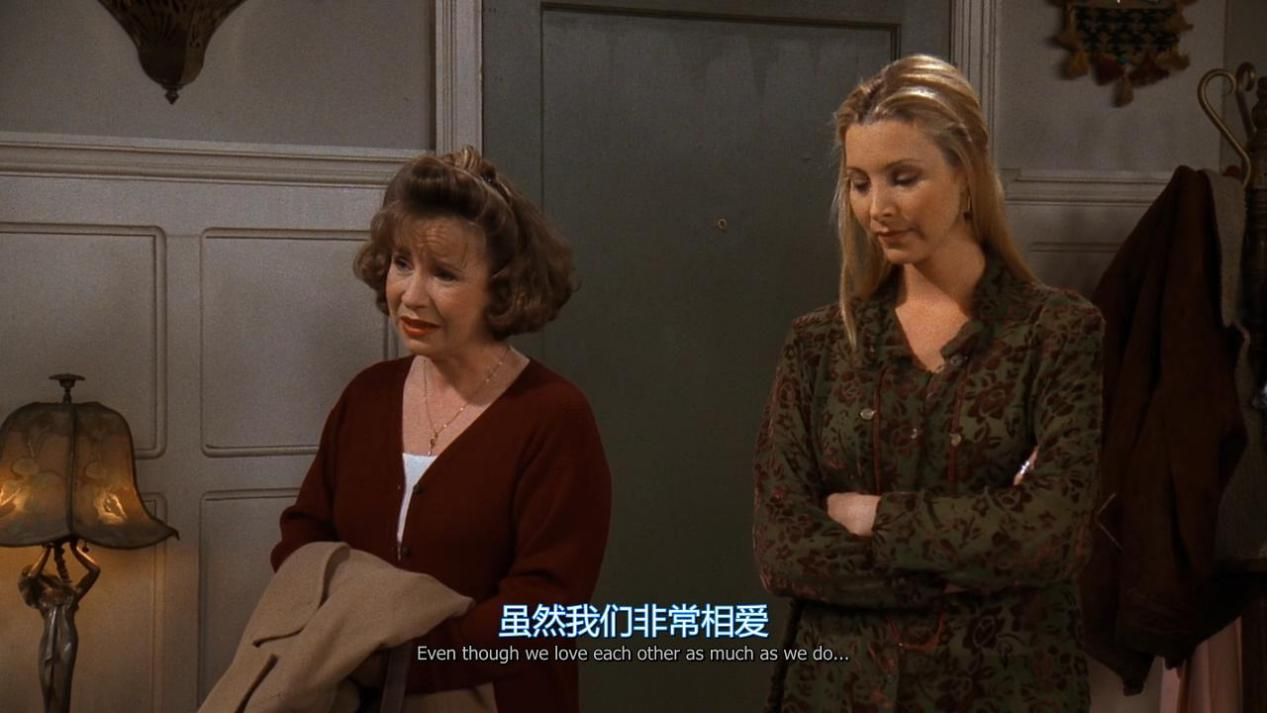 虽然我们非常相爱
Even though we love each other as much as we do...